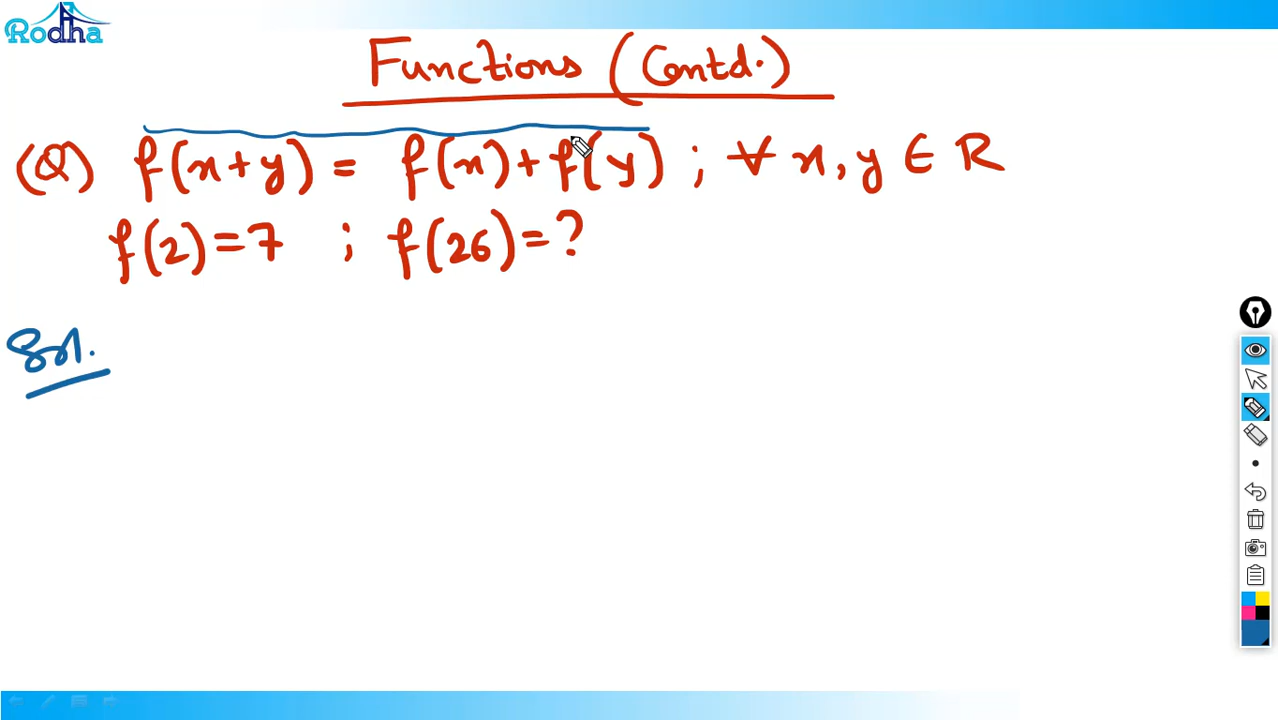 Rodha
Functions (Contd.)
(Q) f(x+y) = f(x)+f(y) ; ∀ x, y ∈ R
f(2)=7 ; f(26)=?
Sol.